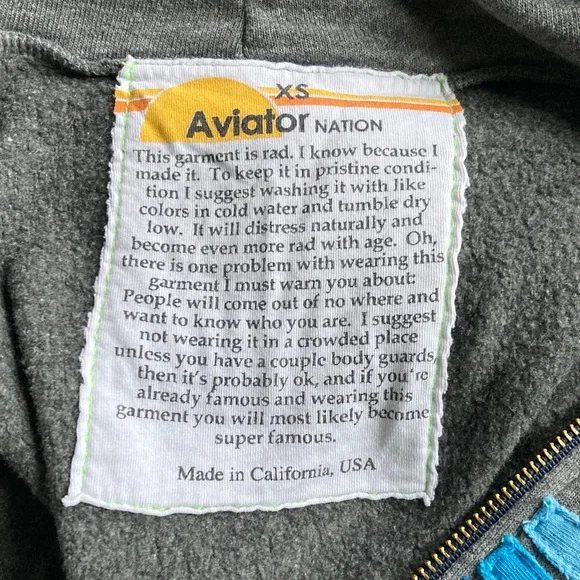 XS
Aviator NATION
This garment is rad. I know because I
made it. To keep it in pristine condi-
tion I suggest washing it with like
colors in cold water and tumble dry
low. It will distress naturally and
become even more rad with age. Oh,
there is one problem with wearing this
garment I must warn you about:
People will come out of no where and
want to know who you are. I suggest
not wearing it in a crowded place
unless you have a couple body guards,
then it's probably ok, and if you're
already famous and wearing this
garment you will most likely become
super famous.
Made in California, USA